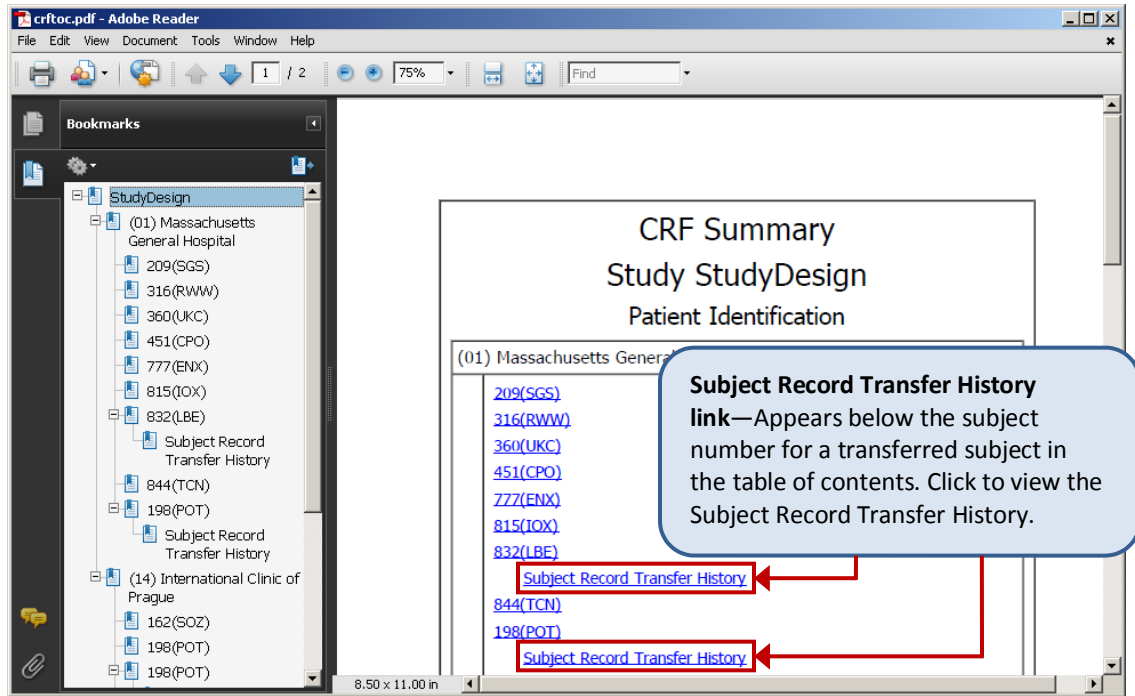 crftoc.pdf - Adobe Reader
File Edit View Document Tools Window Help
1 / 2 75% Find
Bookmarks
StudyDesign
(01) Massachusetts
General Hospital
209(SGS)
316(RWW)
360(UKC)
451(CPO)
777(ENX)
815(IOX)
832(LBE)
Subject Record
Transfer History
844(TCN)
198(POT)
Subject Record
Transfer History
(14) International Clinic of
Prague
162(SOZ)
198(POT)
198(POT)
CRF Summary
Study StudyDesign
Patient Identification
(01) Massachusetts General
209(SGS)
316(RWW)
360(UKC)
451(CPO)
777(ENX)
815(IOX)
832(LBE)
Subject Record Transfer History
844(TCN)
198(POT)
Subject Record Transfer History
Subject Record Transfer History
link—Appears below the subject
number for a transferred subject in
the table of contents. Click to view the
Subject Record Transfer History.
8.50 x 11.00 in